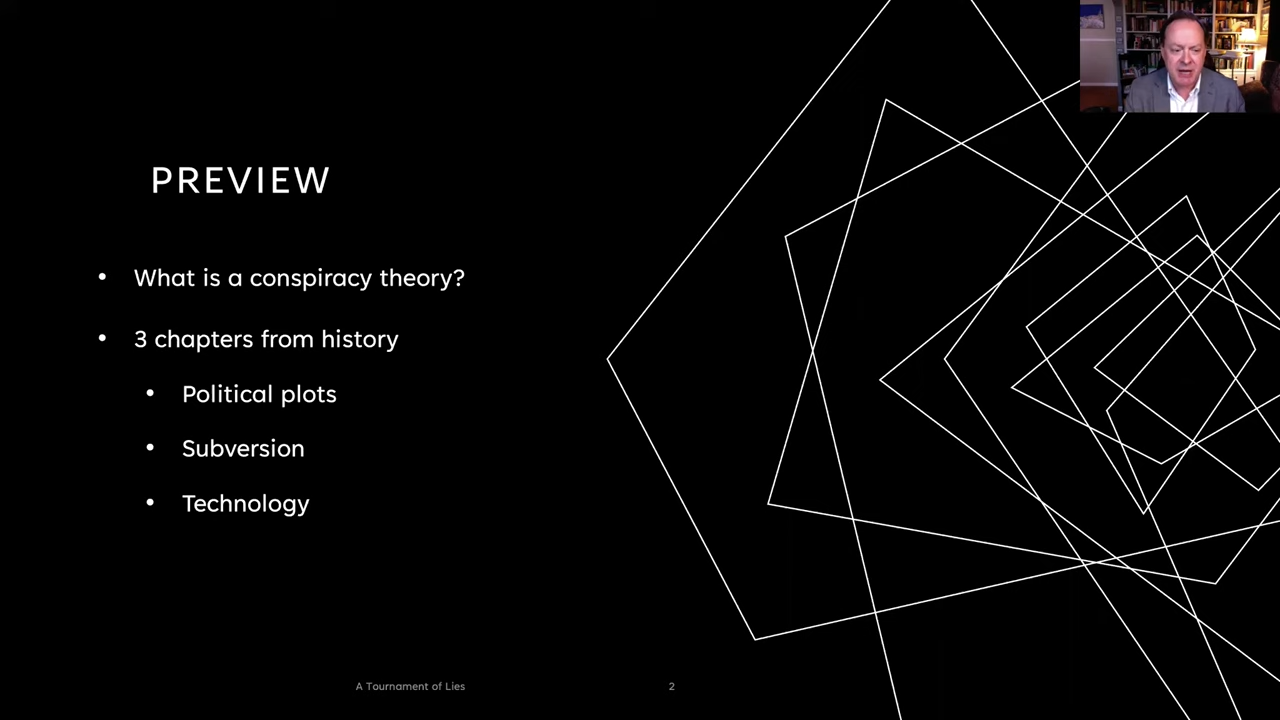 PREVIEW
• What is a conspiracy theory?
• 3 chapters from history
• Political plots
• Subversion
• Technology
A Tournament of Lies
2